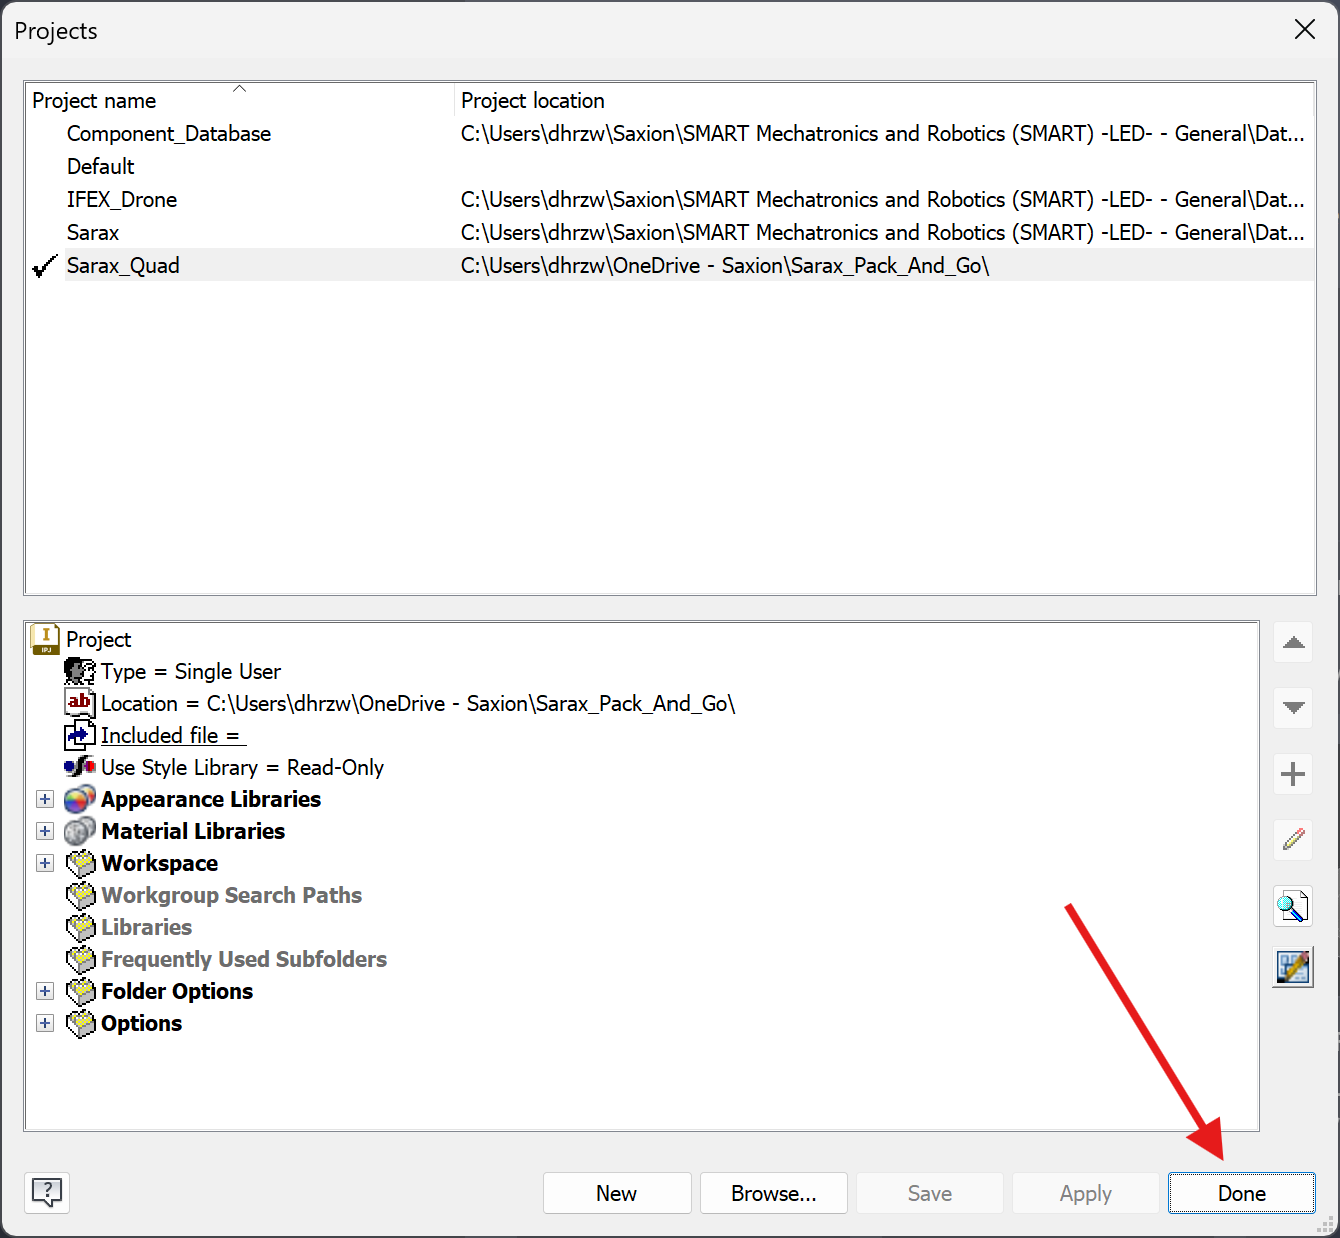 Projects
Project name Project location
Component_Database C:\Users\dhrzw\Saxion\SMART Mechatronics and Robotics (SMART) -LED- - General\Dat...
Default
IFEX_Drone C:\Users\dhrzw\Saxion\SMART Mechatronics and Robotics (SMART) -LED- - General\Dat...
Sarax C:\Users\dhrzw\Saxion\SMART Mechatronics and Robotics (SMART) -LED- - General\Dat...
Sarax_Quad C:\Users\dhrzw\OneDrive - Saxion\Sarax_Pack_And_Go\
I IPJ Project
Type = Single User
ab Location = C:\Users\dhrzw\OneDrive - Saxion\Sarax_Pack_And_Go\
Included file =
Use Style Library = Read-Only
Appearance Libraries
Material Libraries
Workspace
Workgroup Search Paths
Libraries
Frequently Used Subfolders
Folder Options
Options
? New Browse... Save Apply Done